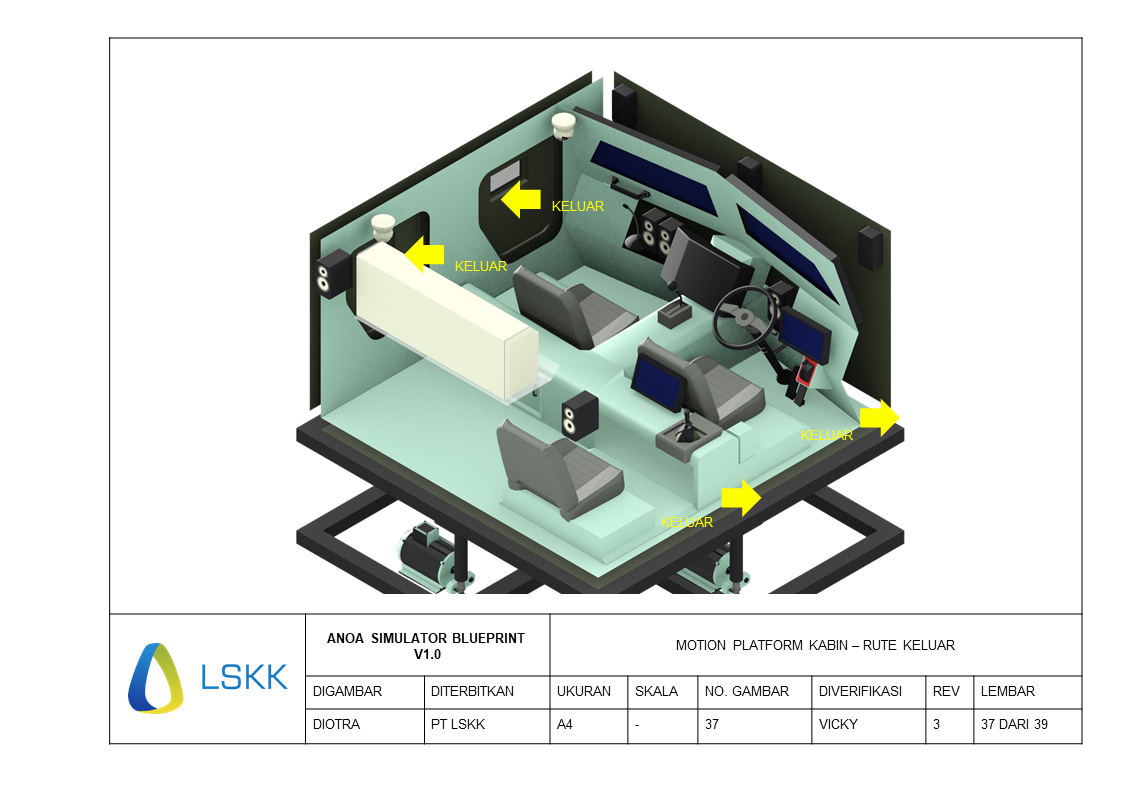 KELUAR
KELUAR
KELUAR
KELUAR
LSKK
ANOA SIMULATOR BLUEPRINT
V1.0
MOTION PLATFORM KABIN – RUTE KELUAR
DIGAMBAR DITERBITKAN UKURAN SKALA NO. GAMBAR DIVERIFIKASI REV LEMBAR
DIOTRA PT LSKK A4 - 37 VICKY 3 37 DARI 39